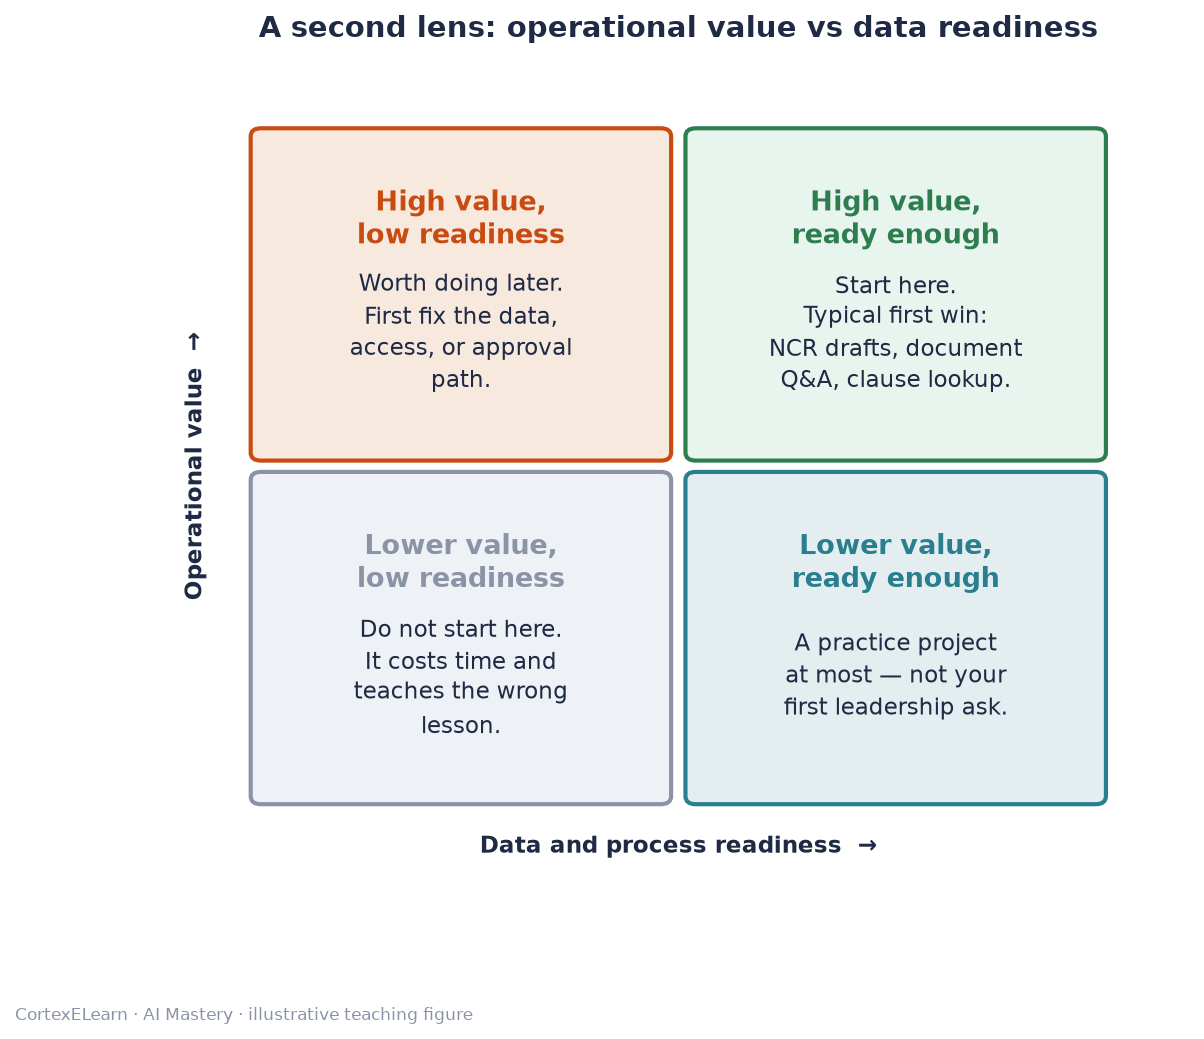 A second lens: operational value vs data readiness
High value,
low readiness
Worth doing later.
First fix the data,
access, or approval
path.
High value,
ready enough
Start here.
Typical first win:
NCR drafts, document
Q&A, clause lookup.
Operational value →
Lower value,
low readiness
Do not start here.
It costs time and
teaches the wrong
lesson.
Lower value,
ready enough
A practice project
at most — not your
first leadership ask.
Data and process readiness →
CortexELearn · AI Mastery · illustrative teaching figure